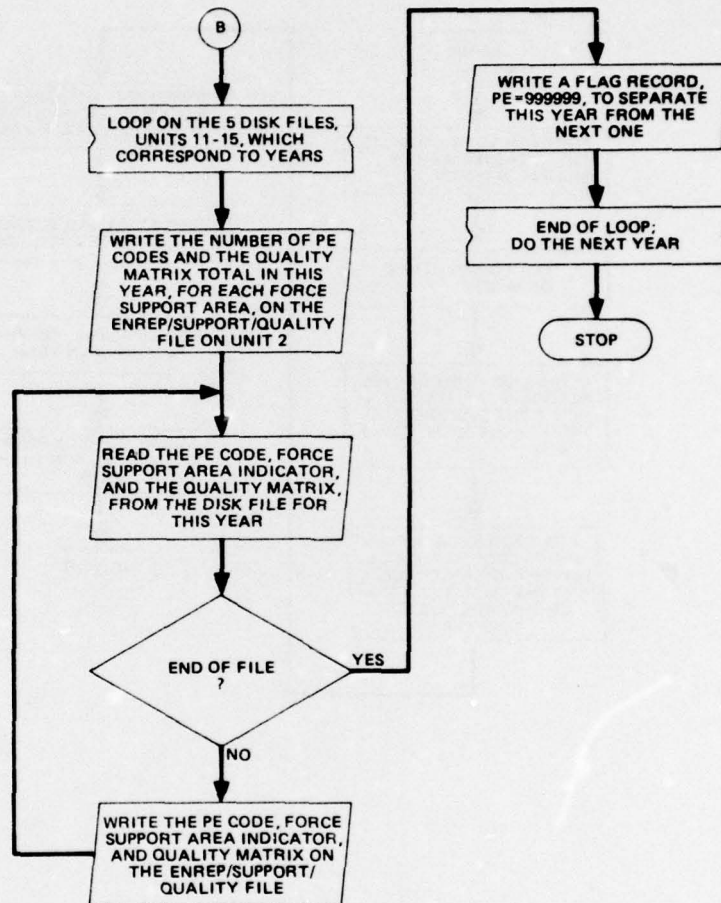 B
LOOP ON THE 5 DISK FILES,
UNITS 11-15, WHICH
CORRESPOND TO YEARS
WRITE THE NUMBER OF PE
CODES AND THE QUALITY
MATRIX TOTAL IN THIS
YEAR, FOR EACH FORCE
SUPPORT AREA, ON THE
ENREP/SUPPORT/QUALITY
FILE ON UNIT 2
READ THE PE CODE, FORCE
SUPPORT AREA INDICATOR,
AND THE QUALITY MATRIX,
FROM THE DISK FILE FOR
THIS YEAR
END OF FILE
?
YES
NO
WRITE THE PE CODE, FORCE
SUPPORT AREA INDICATOR,
AND QUALITY MATRIX ON
THE ENREP/SUPPORT/
QUALITY FILE
WRITE A FLAG RECORD,
PE=999999, TO SEPARATE
THIS YEAR FROM THE
NEXT ONE
END OF LOOP;
DO THE NEXT YEAR
STOP